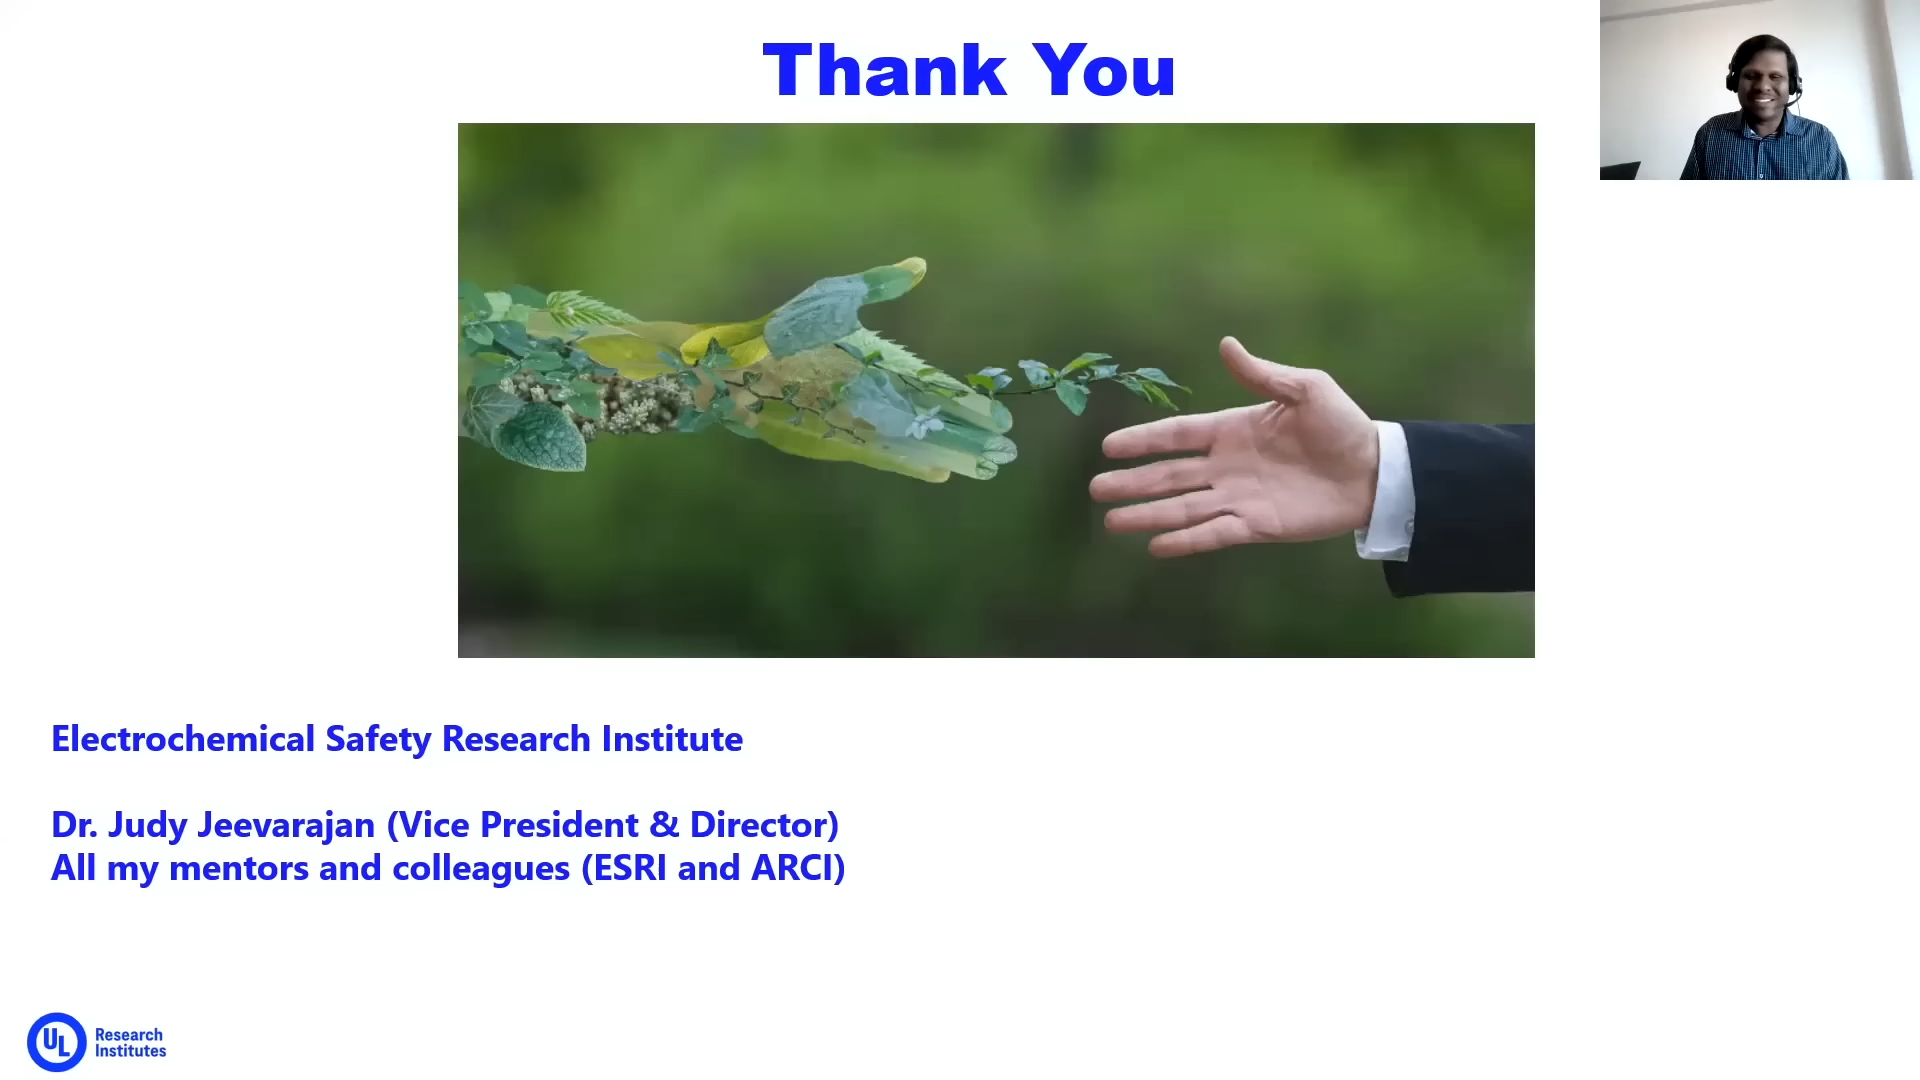 Thank You
Electrochemical Safety Research Institute
Dr. Judy Jeevarajan (Vice President & Director)
All my mentors and colleagues (ESRI and ARCI)
UL
Research
Institutes